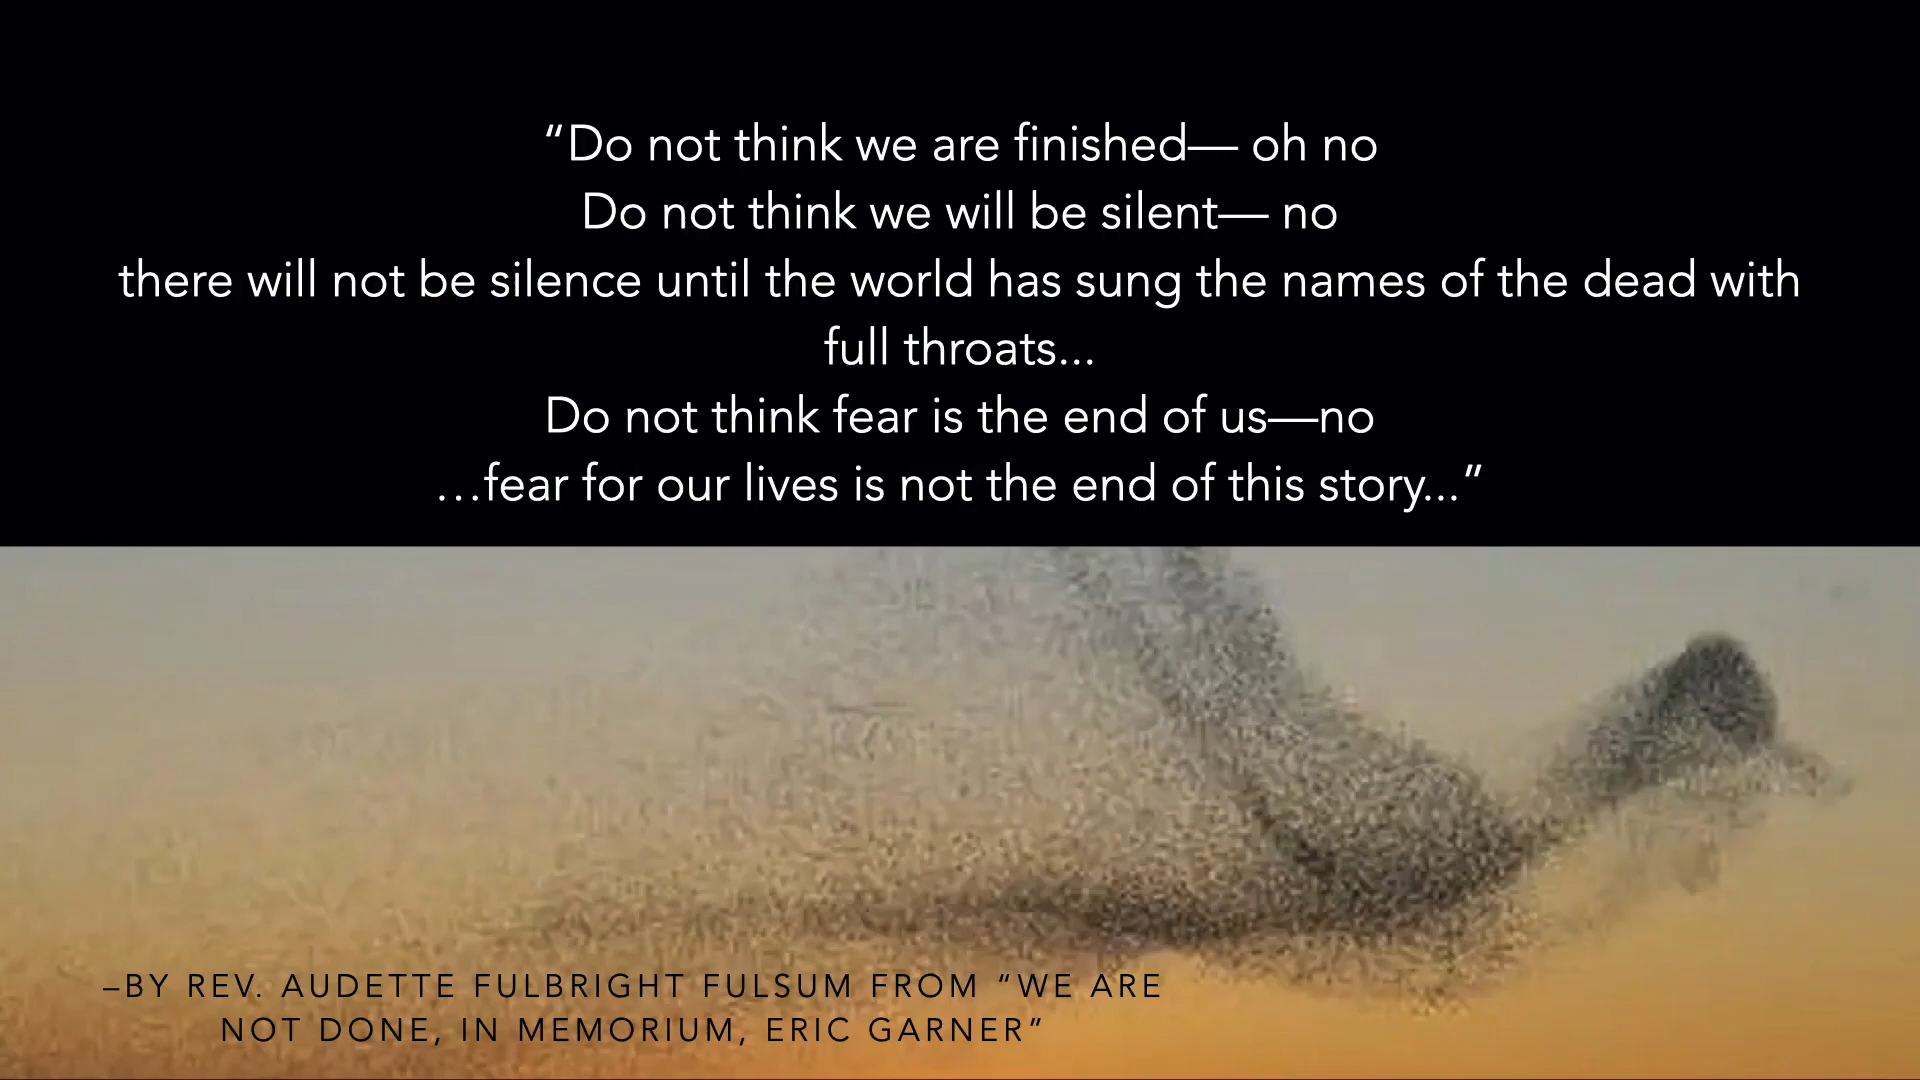 “Do not think we are finished— oh no
Do not think we will be silent— no
there will not be silence until the world has sung the names of the dead with
full throats...
Do not think fear is the end of us—no
…fear for our lives is not the end of this story...”
–BY REV. AUDETTE FULBRIGHT FULSUM FROM “WE ARE
NOT DONE, IN MEMORIUM, ERIC GARNER”